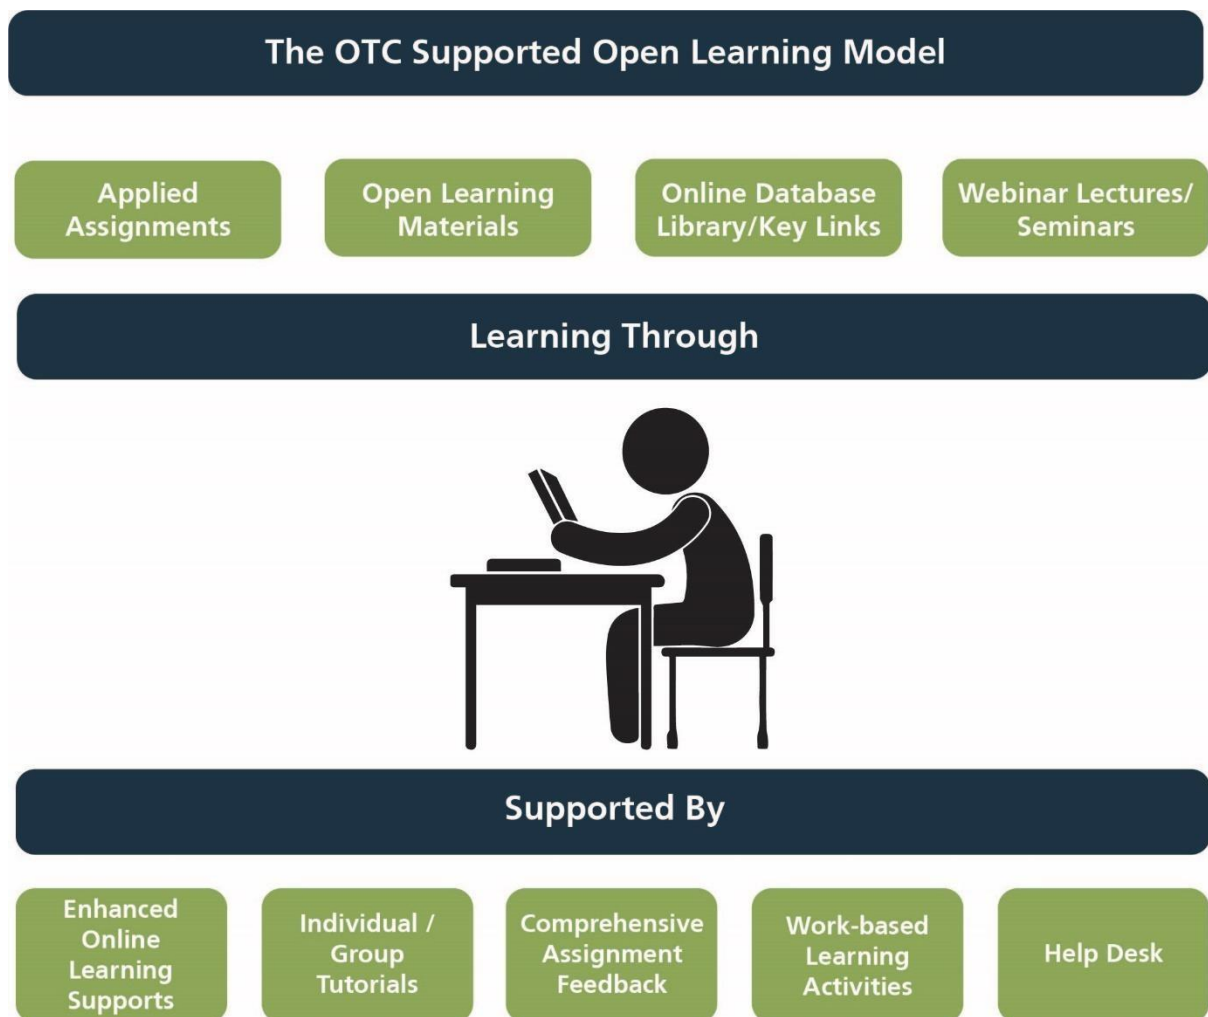 The OTC Supported Open Learning Model
Applied
Assignments
Open Learning
Materials
Online Database
Library/Key Links
Webinar Lectures/
Seminars
Learning Through
Supported By
Enhanced
Online
Learning
Supports
Individual /
Group
Tutorials
Comprehensive
Assignment
Feedback
Work-based
Learning
Activities
Help Desk